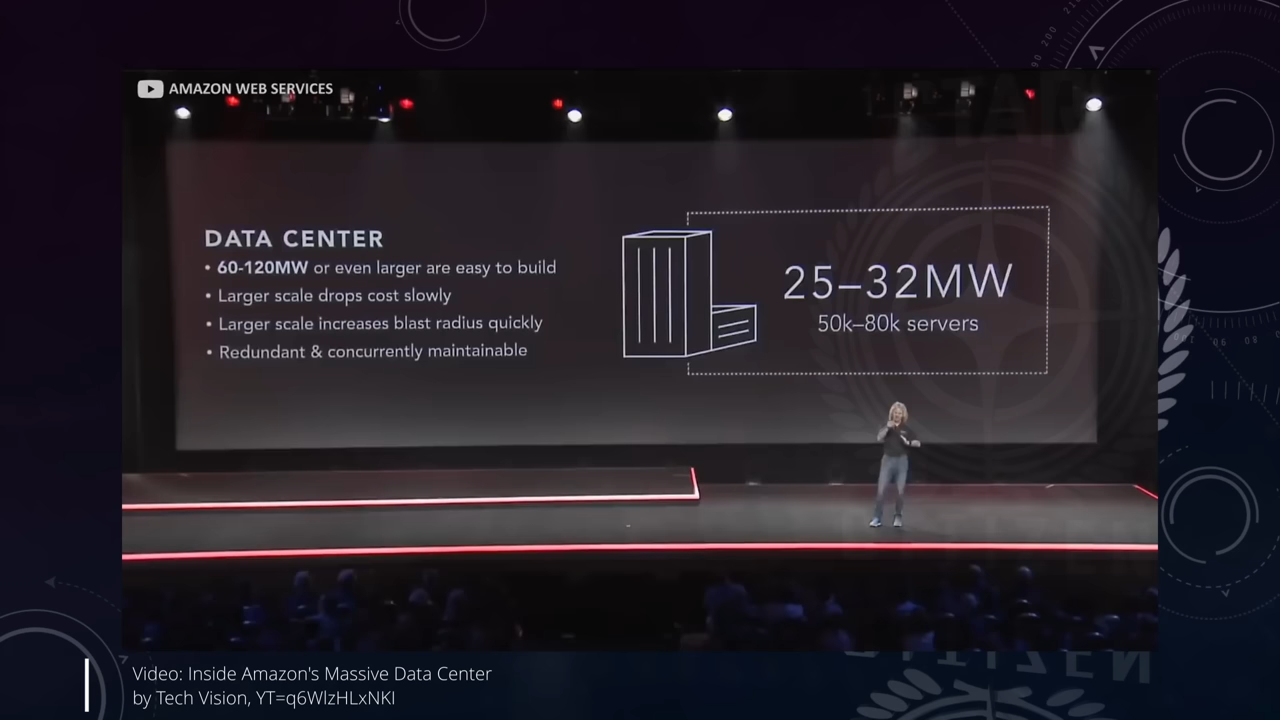 AMAZON WEB SERVICES
DATA CENTER
• 60-120MW or even larger are easy to build
• Larger scale drops cost slowly
• Larger scale increases blast radius quickly
• Redundant & concurrently maintainable
25–32MW
50k–80k servers
Video: Inside Amazon's Massive Data Center
by Tech Vision, YT=q6WlzHLxNKI